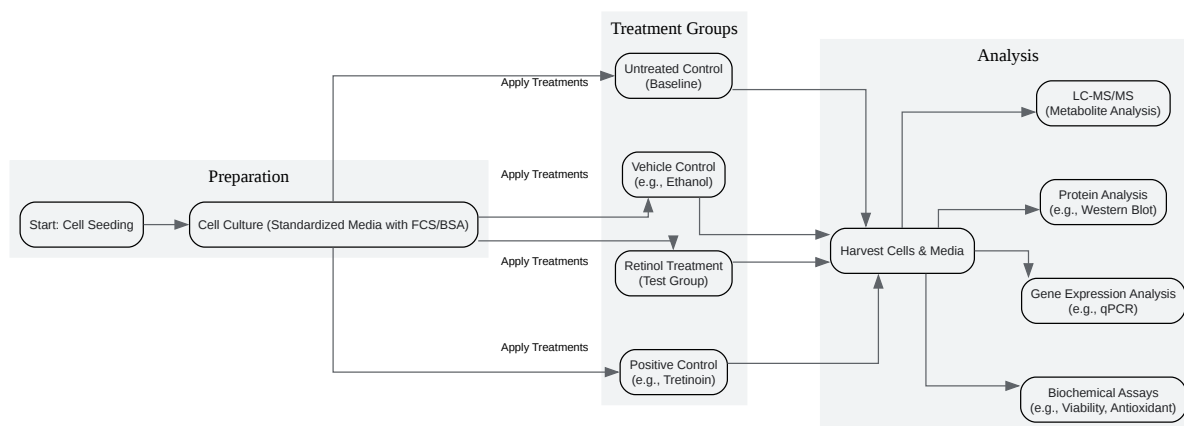 Preparation
Start: Cell Seeding
Cell Culture (Standardized Media with FCS/BSA)
Apply Treatments
Apply Treatments
Apply Treatments
Apply Treatments
Treatment Groups
Untreated Control
(Baseline)
Vehicle Control
(e.g., Ethanol)
Retinol Treatment
(Test Group)
Positive Control
(e.g., Tretinoin)
Analysis
Harvest Cells & Media
LC-MS/MS
(Metabolite Analysis)
Protein Analysis
(e.g., Western Blot)
Gene Expression Analysis
(e.g., qPCR)
Biochemical Assays
(e.g., Viability, Antioxidant)